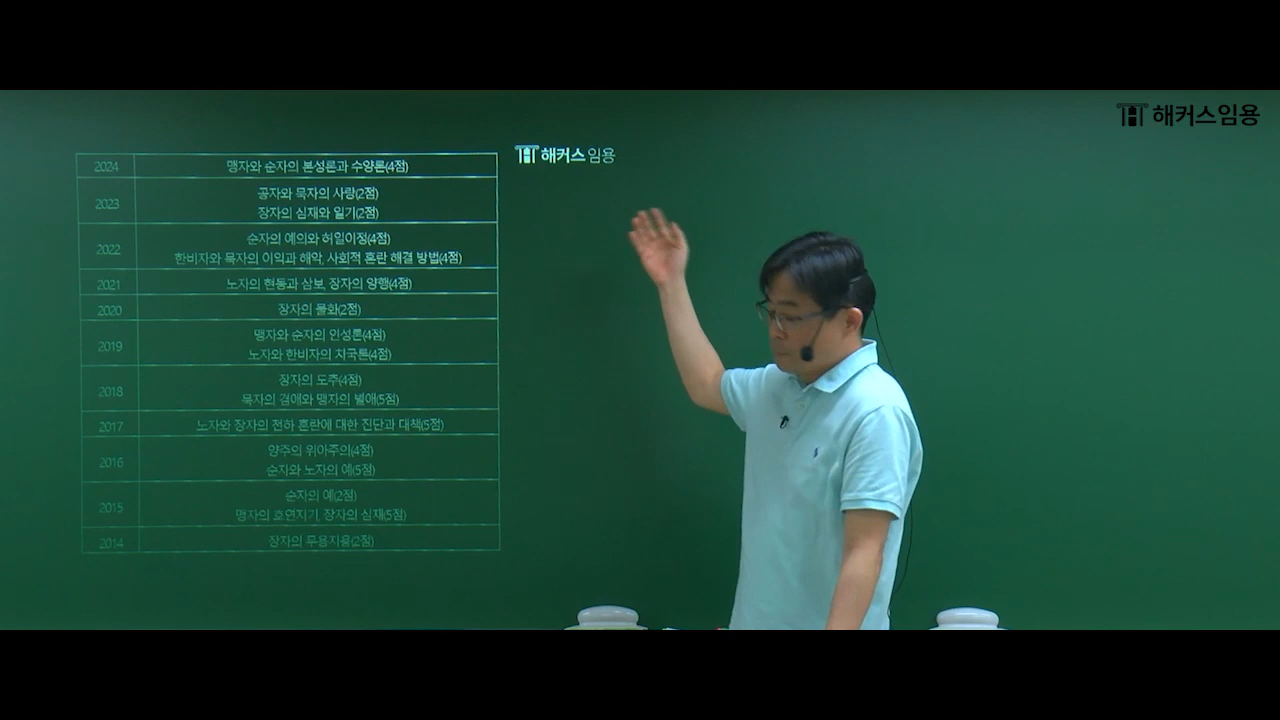 해커스임용
해커스 임용
2024 맹자와 순자의 본성론과 수양론(4점)
2023 공자와 묵자의 사랑(2점)
장자의 심재와 일기(2점)
2022 순자의 예의와 허일이정(4점)
한비자와 묵자의 이익과 해악, 사회적 혼란 해결 방법(4점)
2021 노자의 현동과 삼보, 장자의 양행(4점)
2020 장자의 물화(2점)
2019 맹자와 순자의 인성론(4점)
노자와 한비자의 치국론(4점)
2018 장자의 도추(4점)
묵자의 겸애와 맹자의 별애(5점)
2017 노자와 장자의 천하 혼란에 대한 진단과 대책(5점)
2016 양주의 위아주의(4점)
순자와 노자의 예(5점)
2015 순자의 예(2점)
맹자의 호연지기, 장자의 심재(5점)
2014 장자의 무용지용(2점)